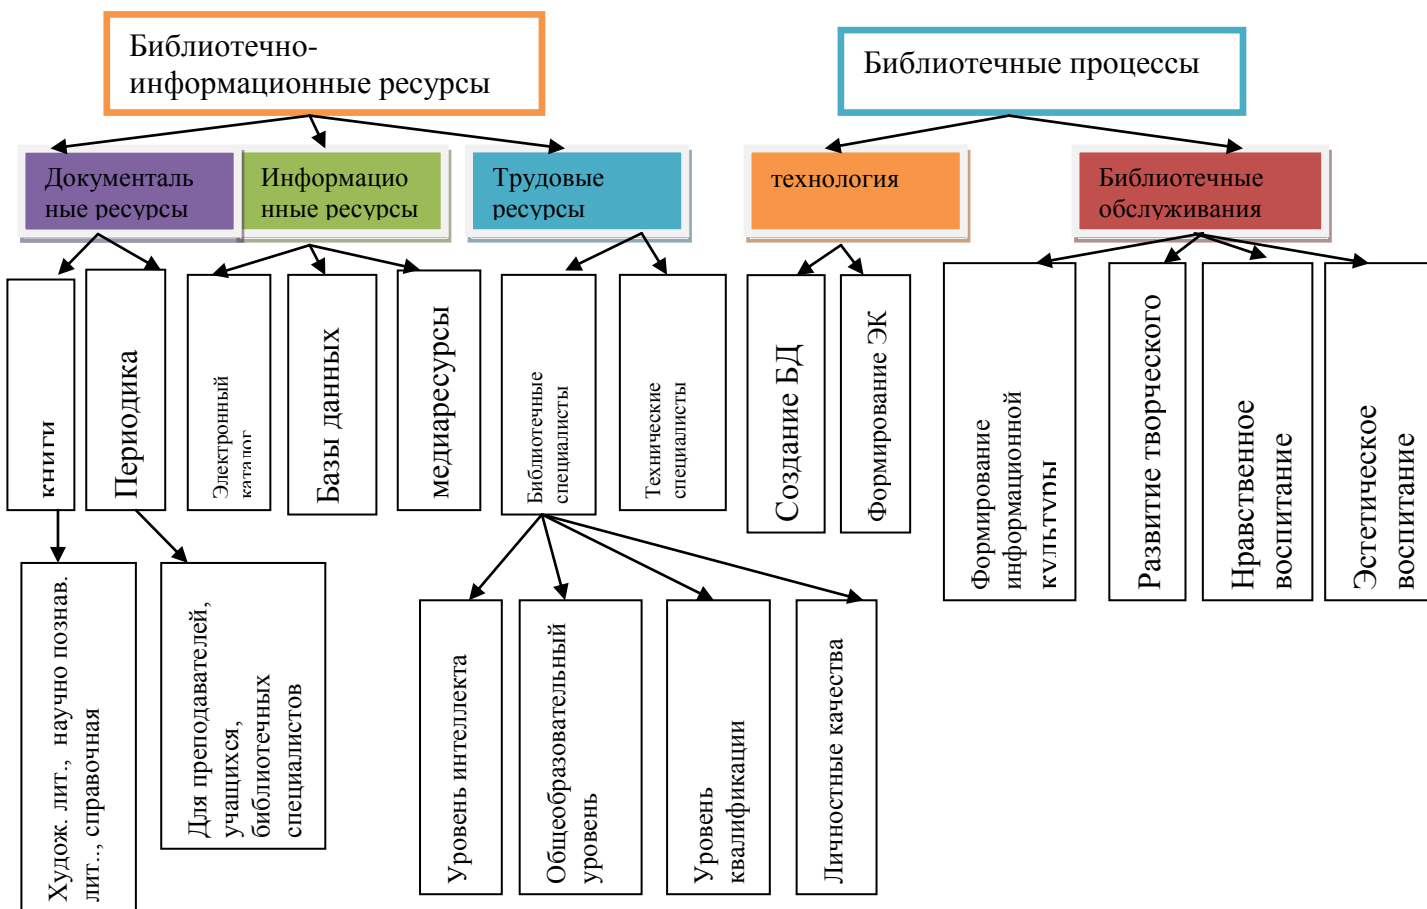 Библиотечно-
информационные ресурсы
Библиотечные процессы
Документаль
ные ресурсы
Информацио
нные ресурсы
Трудовые
ресурсы
технология
Библиотечные
обслуживания
книги
Периодика
Электронный
каталог
Базы данных
медиаресурсы
Библиотечные
специалисты
Технические
специалисты
Создание БД
Формирование ЭК
Формирование
информационной
культуры
Развитие творческого
Нравственное
воспитание
Эстетическое
воспитание
Худож. лит., научно познав.
лит.., справочная
Для преподавателей,
учащихся,
библиотечных
специалистов
Уровень интеллекта
Общеобразовательный
уровень
Уровень
квалификации
Личностные качества